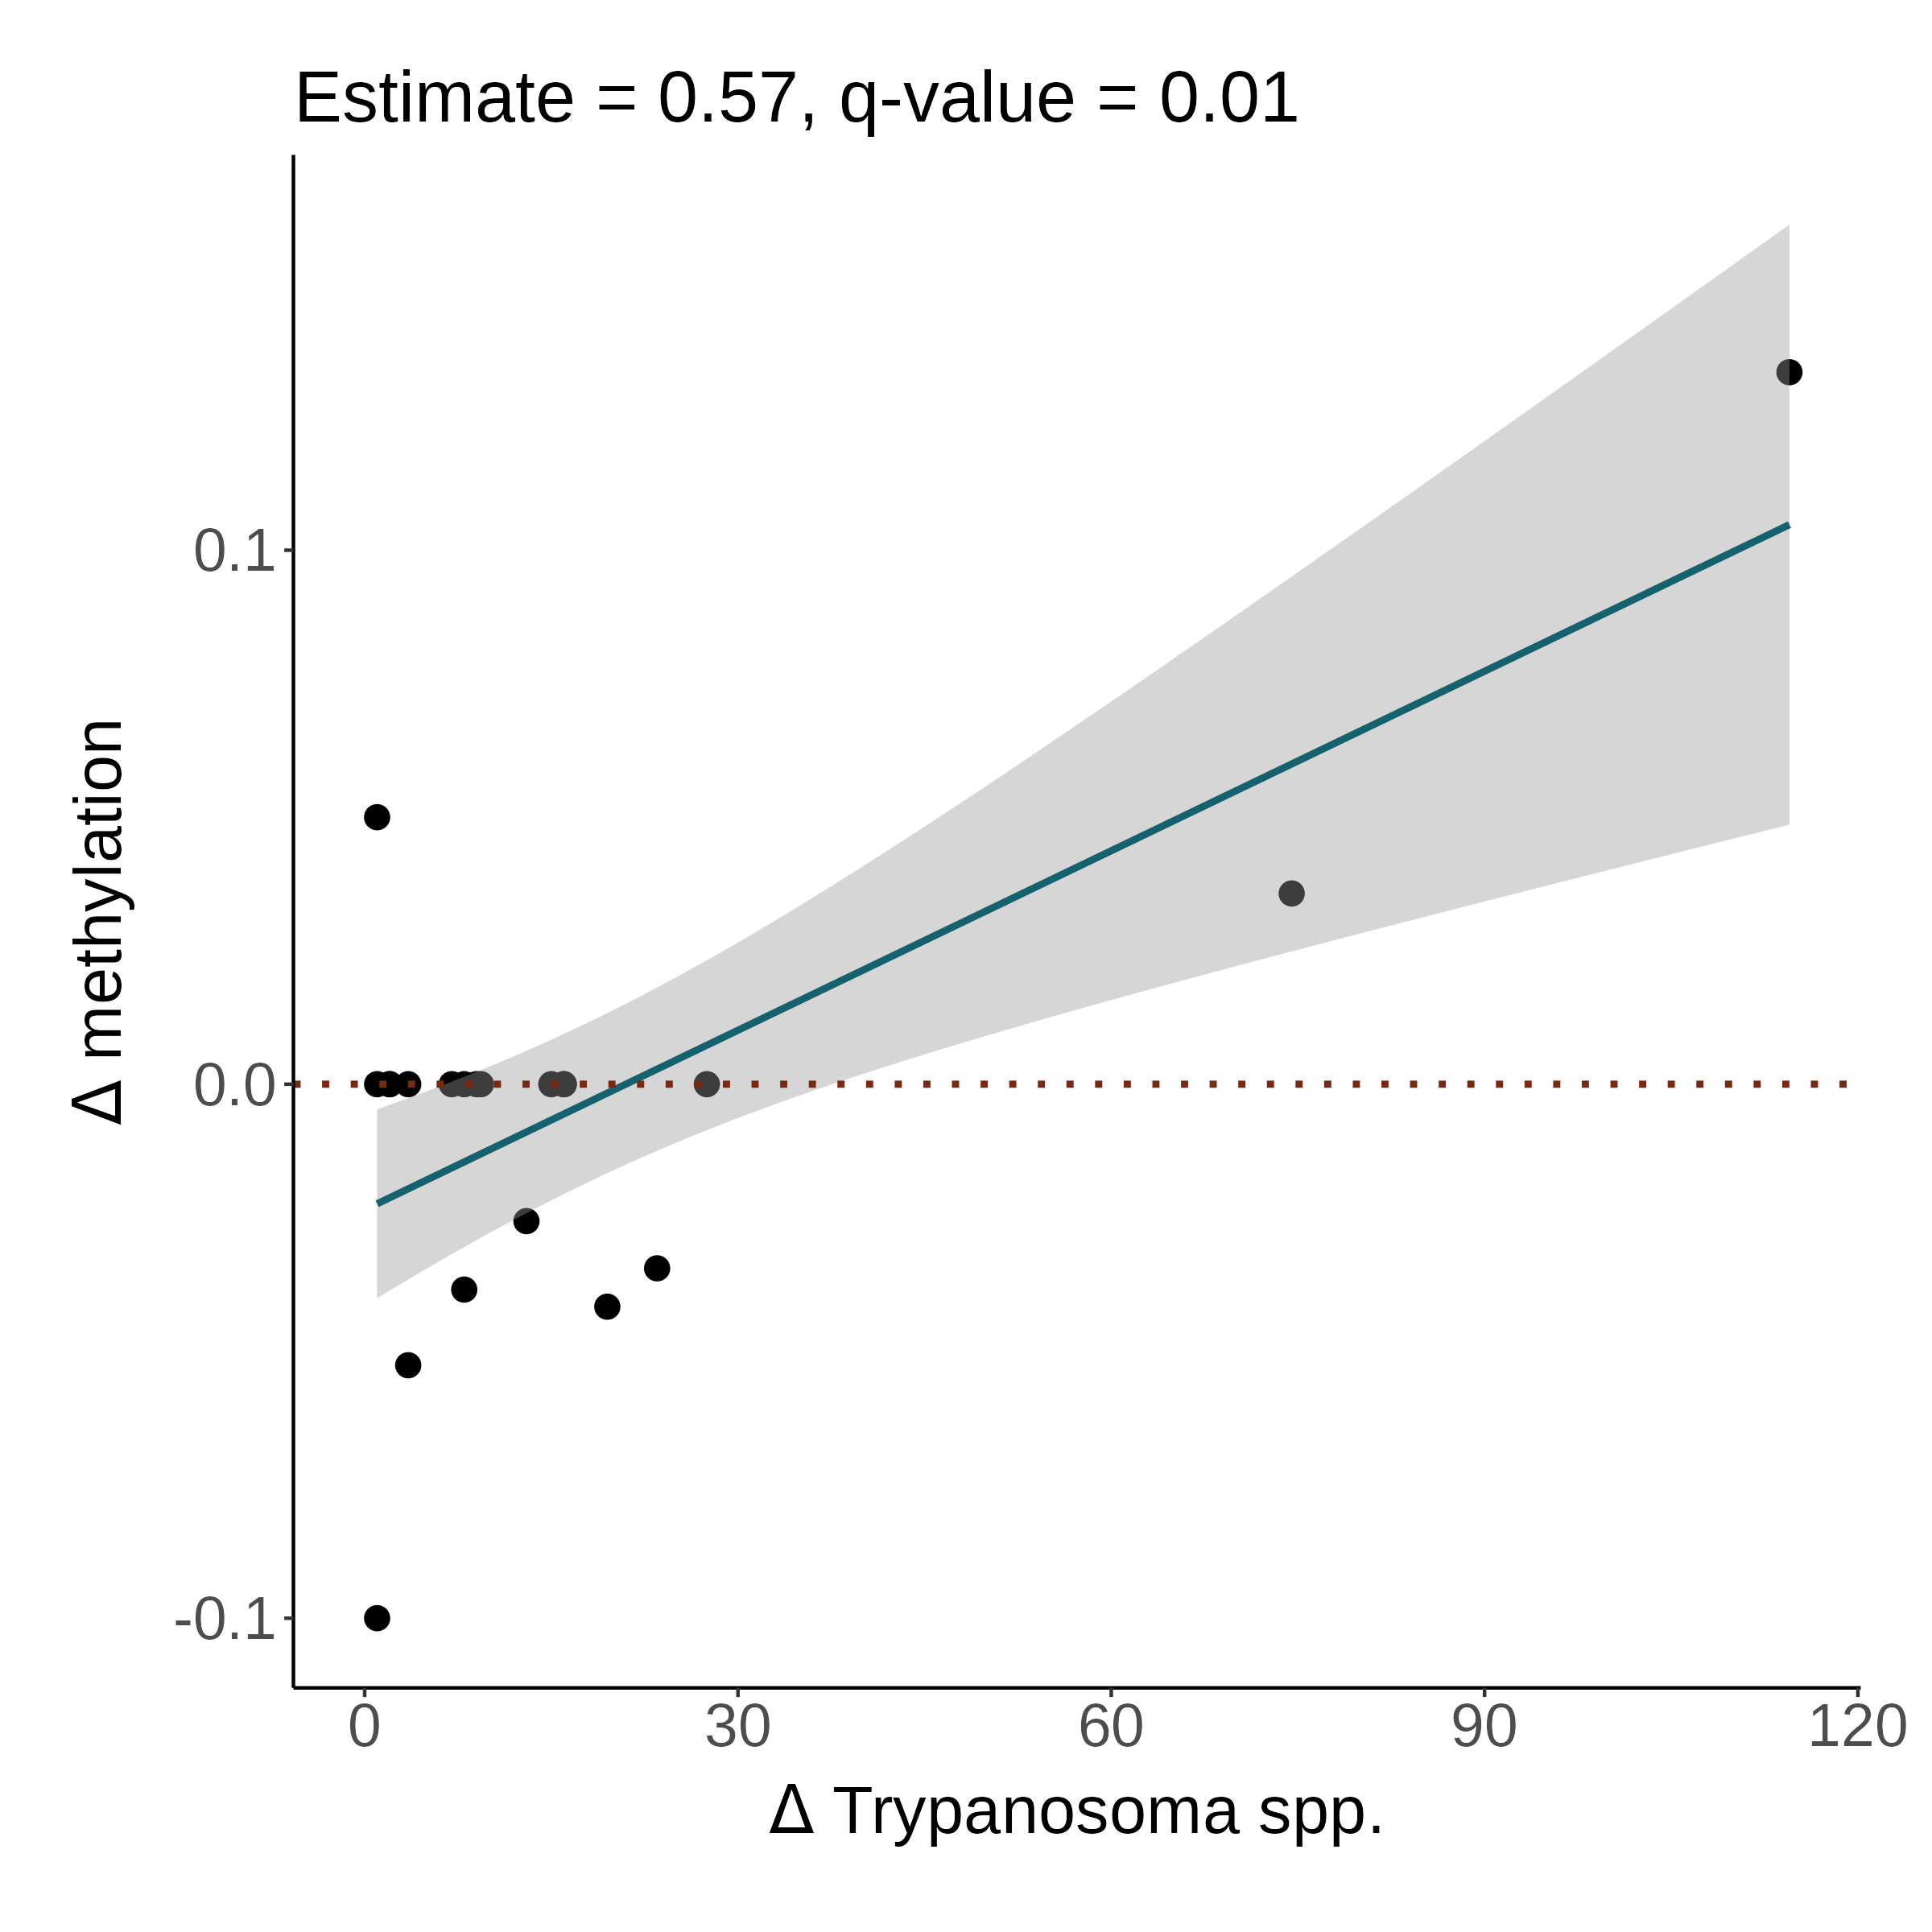 Estimate = 0.57, q-value = 0.01
Δ methylation
0.1
0.0
-0.1
0 30 60 90 120
Δ Trypanosoma spp.